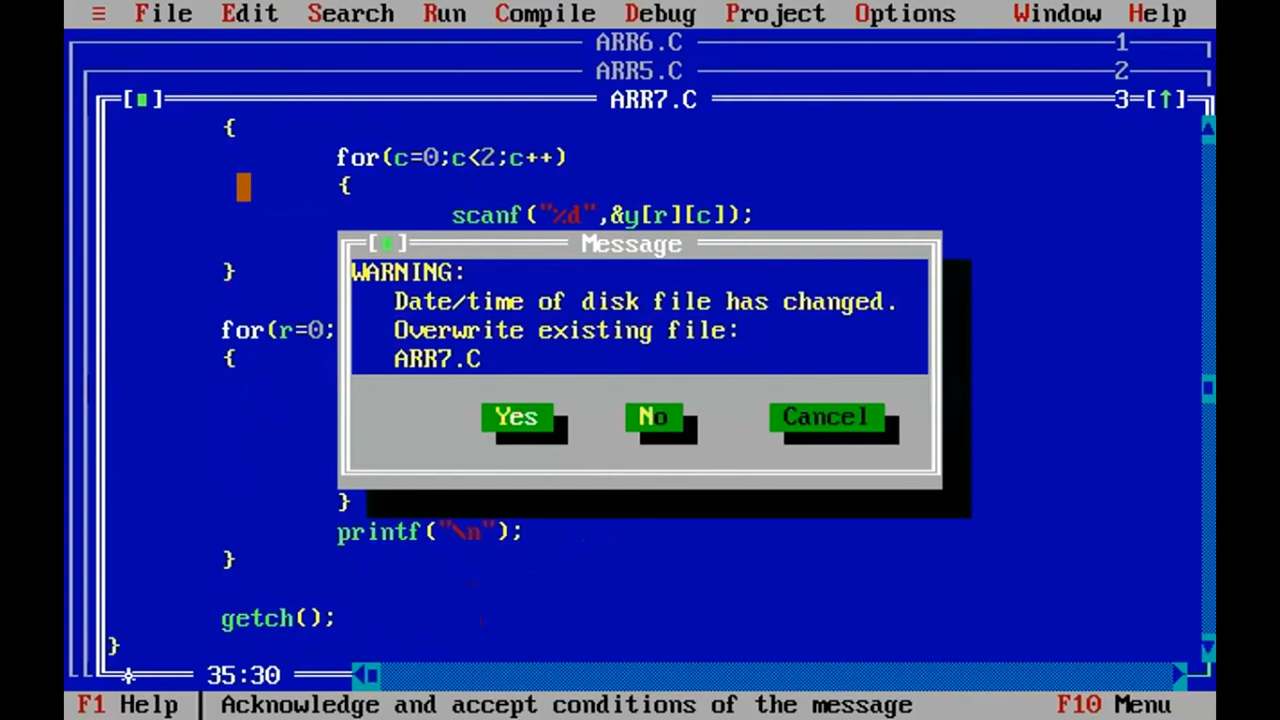 ≡ File Edit Search Run Compile Debug Project Options Window Help
ARR6.C 1
ARR5.C 2
[■] ARR7.C 3=[↑]
{
for(c=0;c<2;c++)
{
scanf("%d",&y[r][c]);
[■] Message
WARNING:
}
Date/time of disk file has changed.
Overwrite existing file:
for(r=0;
{
ARR7.C
Yes No Cancel
}
printf("\n");
}
getch();
}
35:30
F1 Help Acknowledge and accept conditions of the message F10 Menu